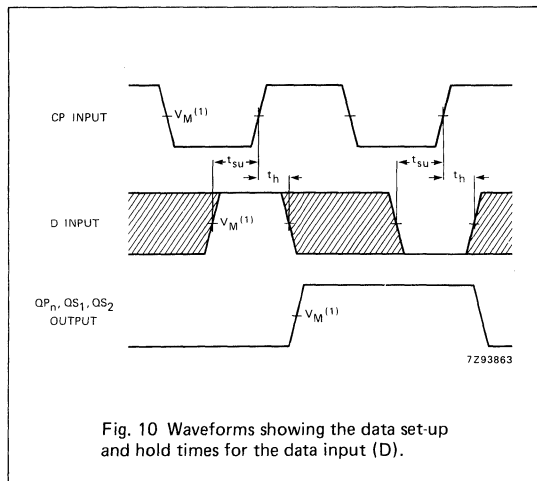 CP INPUT
V_M(1)
t_su
t_h
t_su
t_h
D INPUT
V_M(1)
QP_n, QS_1, QS_2
OUTPUT
V_M(1)
7Z93863
Fig. 10 Waveforms showing the data set-up
and hold times for the data input (D).